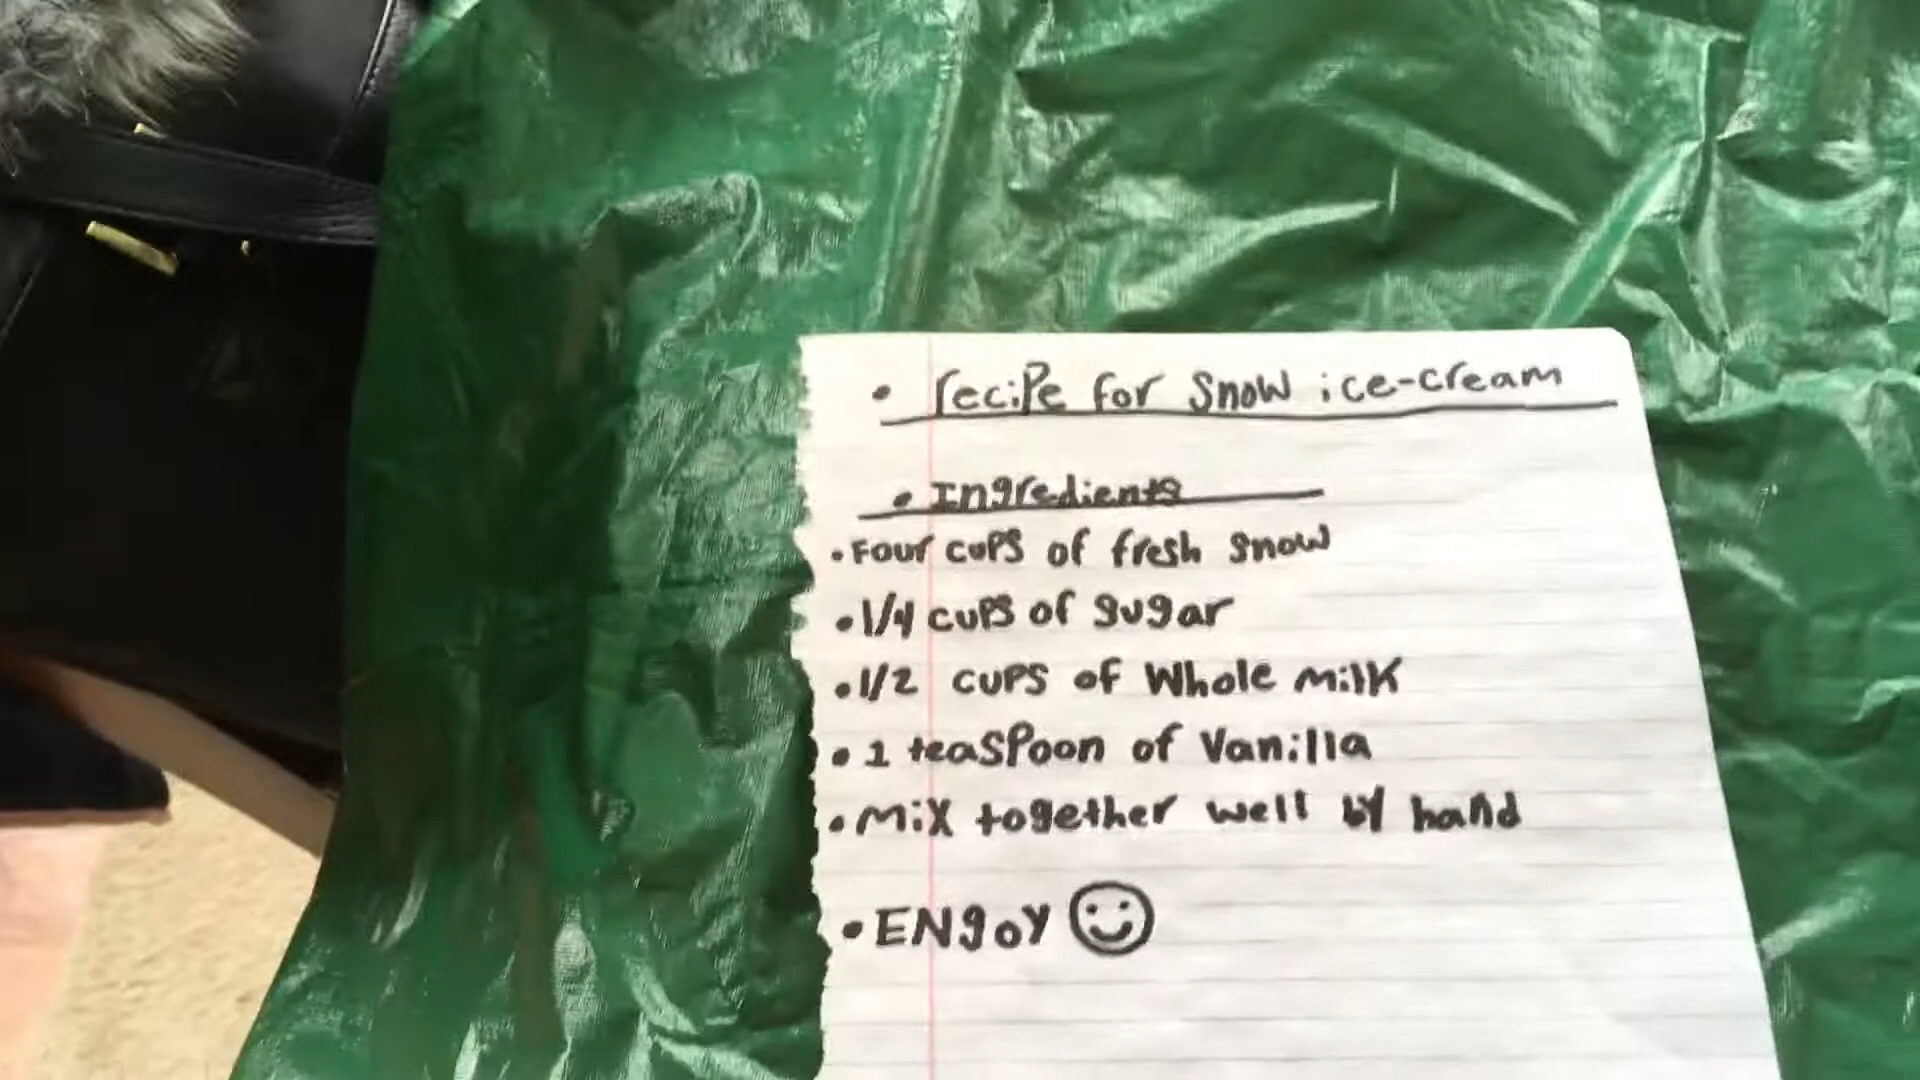 • recipe for snow ice-cream
• Ingredients
• Four cups of fresh snow
• 1/4 cups of sugar
• 1/2 cups of whole milk
• 1 teaspoon of vanilla
• Mix together well by hand
• ENgoy ☺